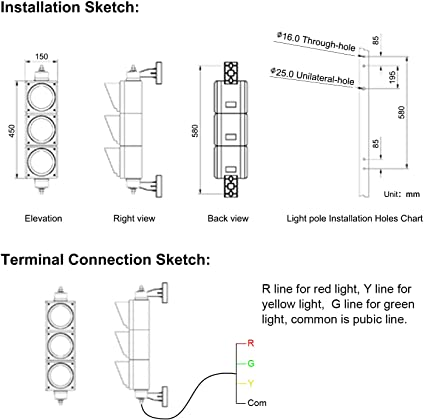 Installation Sketch:
150
450
580
Φ16.0 Through-hole
Φ25.0 Unilateral-hole
85
195
580
85
Unit: mm
Elevation
Right view
Back view
Light pole Installation Holes Chart
Terminal Connection Sketch:
R line for red light, Y line for
yellow light, G line for green
light, common is pubic line.
R
G
Y
Com